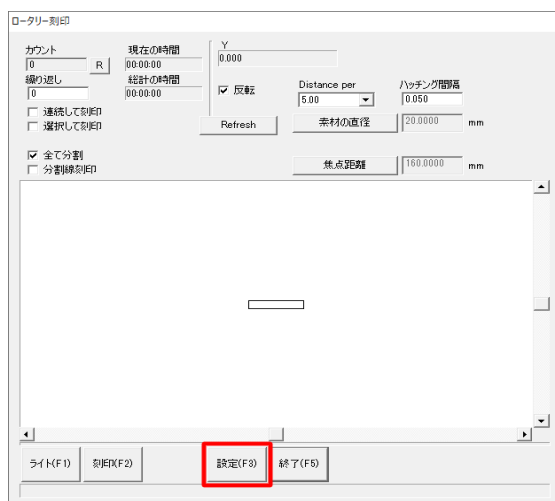 ロータリー刻印
カウント
0
R
現在の時間
00:00:00
Y
0.000
繰り返し
0
総計の時間
00:00:00
反転
Distance per
5.00
ハッチング間隔
0.050
連続して刻印
選択して刻印
Refresh
素材の直径
20.0000
mm
全て分割
分割線刻印
焦点距離
160.0000
mm
ライト(F1)
刻印(F2)
設定(F3)
終了(F5)